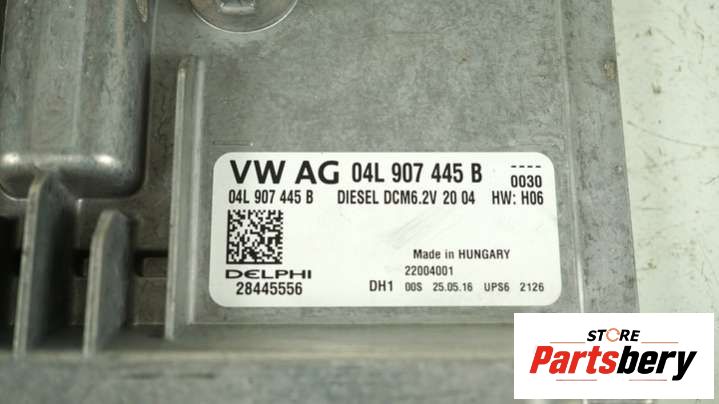 VW AG 04L 907 445 B
----
0030
04L 907 445 B DIESEL DCM6.2V 20 04 HW: H06
Made in HUNGARY
22004001
DELPHI
28445556
DH1 00S 25.05.16 UPS6 2126
STORE
Partsbery